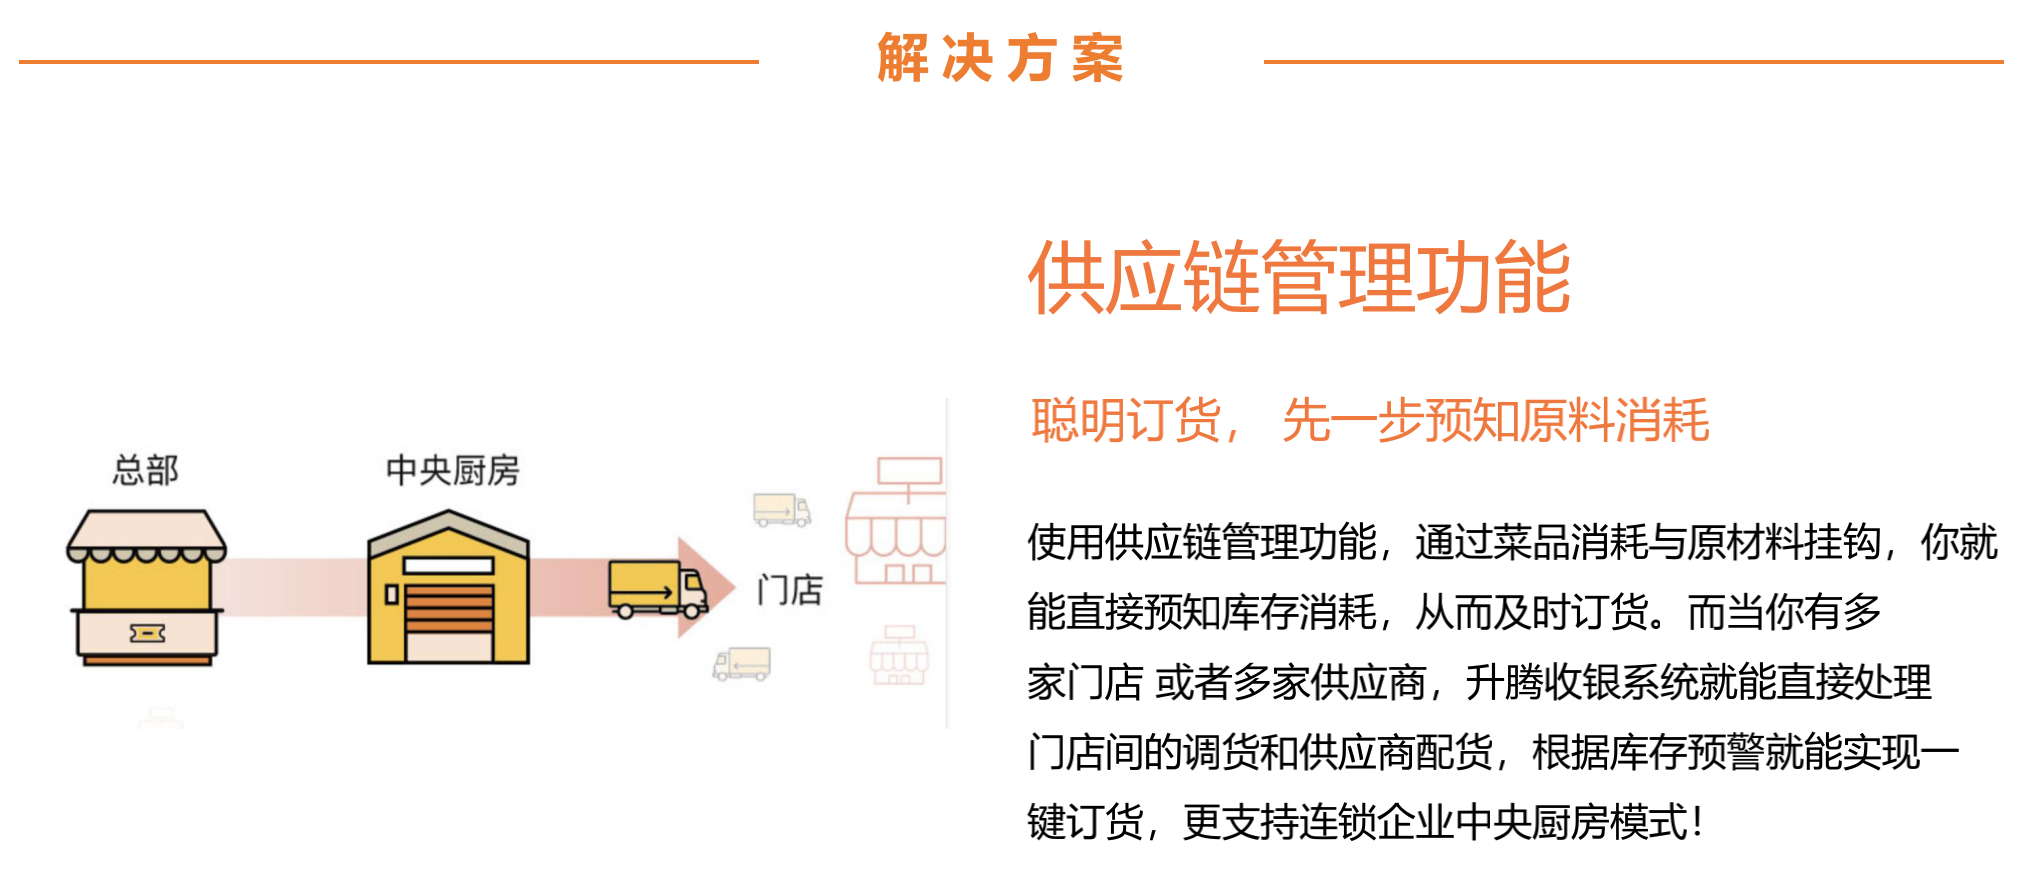 解决方案
供应链管理功能
聪明订货， 先一步预知原料消耗
总部
中央厨房
门店
使用供应链管理功能，通过菜品消耗与原材料挂钩，你就
能直接预知库存消耗，从而及时订货。而当你有多
家门店 或者多家供应商，升腾收银系统就能直接处理
门店间的调货和供应商配货，根据库存预警就能实现一
键订货，更支持连锁企业中央厨房模式！